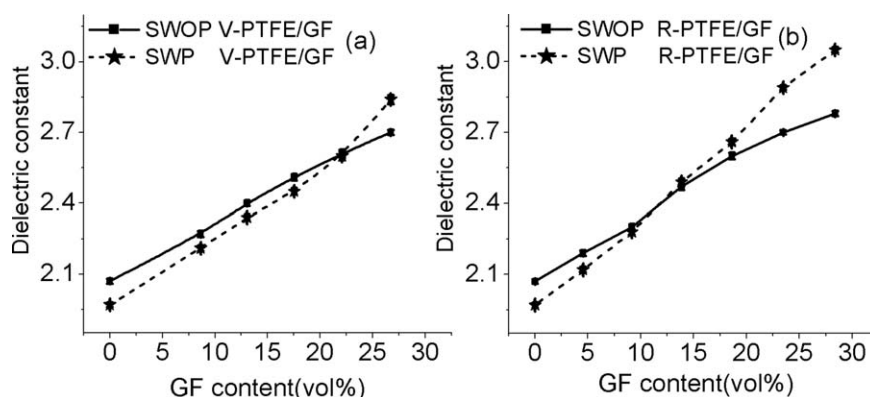 SWOP V-PTFE/GF
SWP V-PTFE/GF
(a)
3.0
2.7
2.4
2.1
Dielectric constant
0 5 10 15 20 25 30
GF content(vol%)
SWOP R-PTFE/GF
SWP R-PTFE/GF
(b)
3.0
2.7
2.4
2.1
Dielectric constant
0 5 10 15 20 25 30
GF content(vol%)